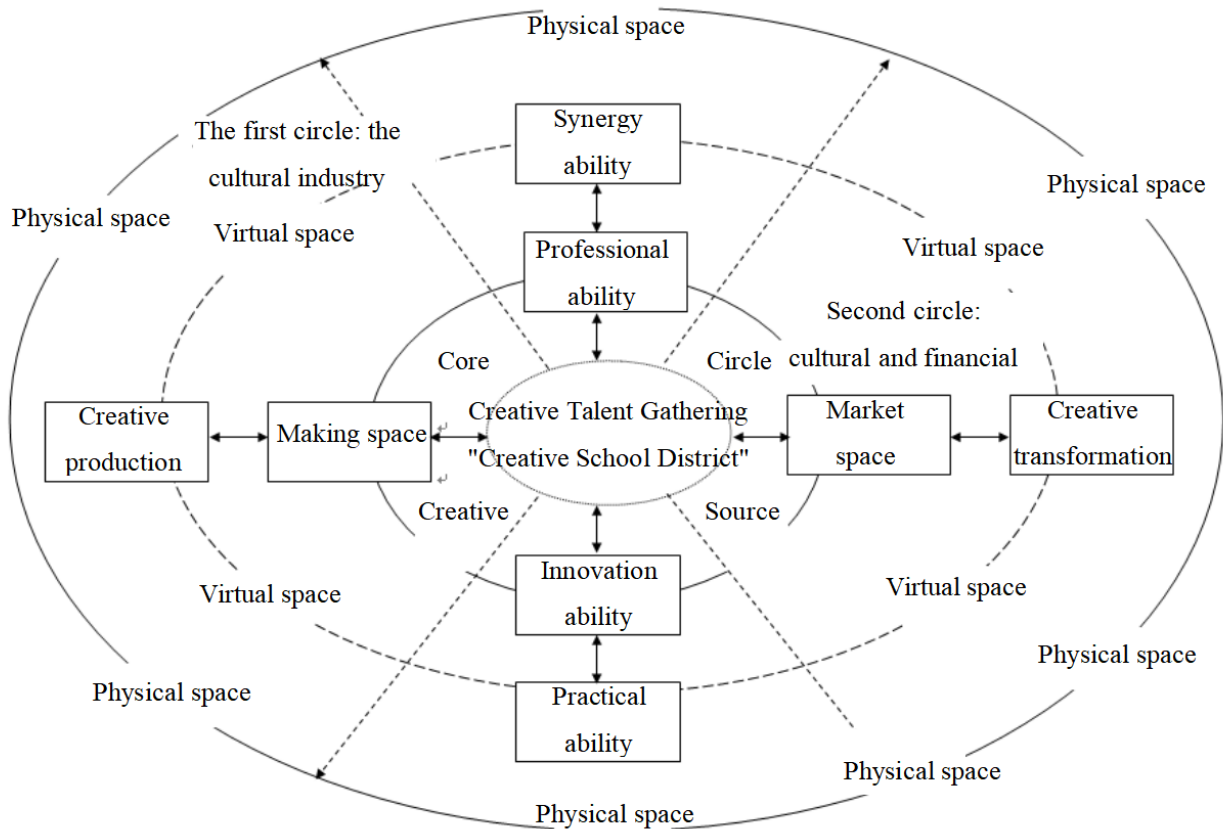 Physical space
Synergy
ability
The first circle: the
cultural industry
Physical space
Physical space
Virtual space
Virtual space
Professional
ability
Second circle:
cultural and financial
Core
Circle
Creative
production
Making space
Creative Talent Gathering
"Creative School District"
Market
space
Creative
transformation
Creative
Source
Innovation
ability
Virtual space
Virtual space
Physical space
Physical space
Practical
ability
Physical space
Physical space